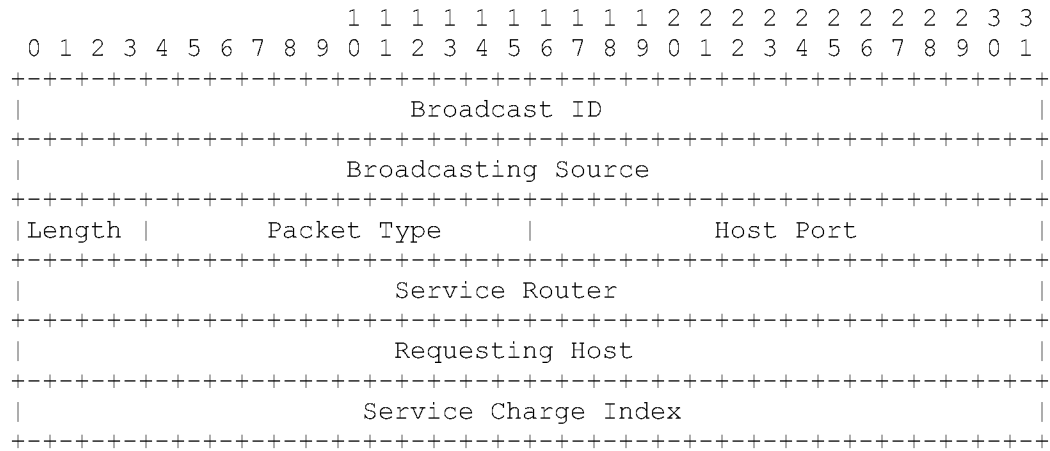 1 1 1 1 1 1 1 1 1 1 2 2 2 2 2 2 2 2 2 2 3 3
 0 1 2 3 4 5 6 7 8 9 0 1 2 3 4 5 6 7 8 9 0 1 2 3 4 5 6 7 8 9 0 1
+-+-+-+-+-+-+-+-+-+-+-+-+-+-+-+-+-+-+-+-+-+-+-+-+-+-+-+-+-+-+-+-+
|                         Broadcast ID                          |
+-+-+-+-+-+-+-+-+-+-+-+-+-+-+-+-+-+-+-+-+-+-+-+-+-+-+-+-+-+-+-+-+
|                     Broadcasting Source                       |
+-+-+-+-+-+-+-+-+-+-+-+-+-+-+-+-+-+-+-+-+-+-+-+-+-+-+-+-+-+-+-+-+
|Length |       Packet Type     |           Host Port           |
+-+-+-+-+-+-+-+-+-+-+-+-+-+-+-+-+-+-+-+-+-+-+-+-+-+-+-+-+-+-+-+-+
|                        Service Router                         |
+-+-+-+-+-+-+-+-+-+-+-+-+-+-+-+-+-+-+-+-+-+-+-+-+-+-+-+-+-+-+-+-+
|                        Requesting Host                        |
+-+-+-+-+-+-+-+-+-+-+-+-+-+-+-+-+-+-+-+-+-+-+-+-+-+-+-+-+-+-+-+-+
|                      Service Charge Index                     |
+-+-+-+-+-+-+-+-+-+-+-+-+-+-+-+-+-+-+-+-+-+-+-+-+-+-+-+-+-+-+-+-+